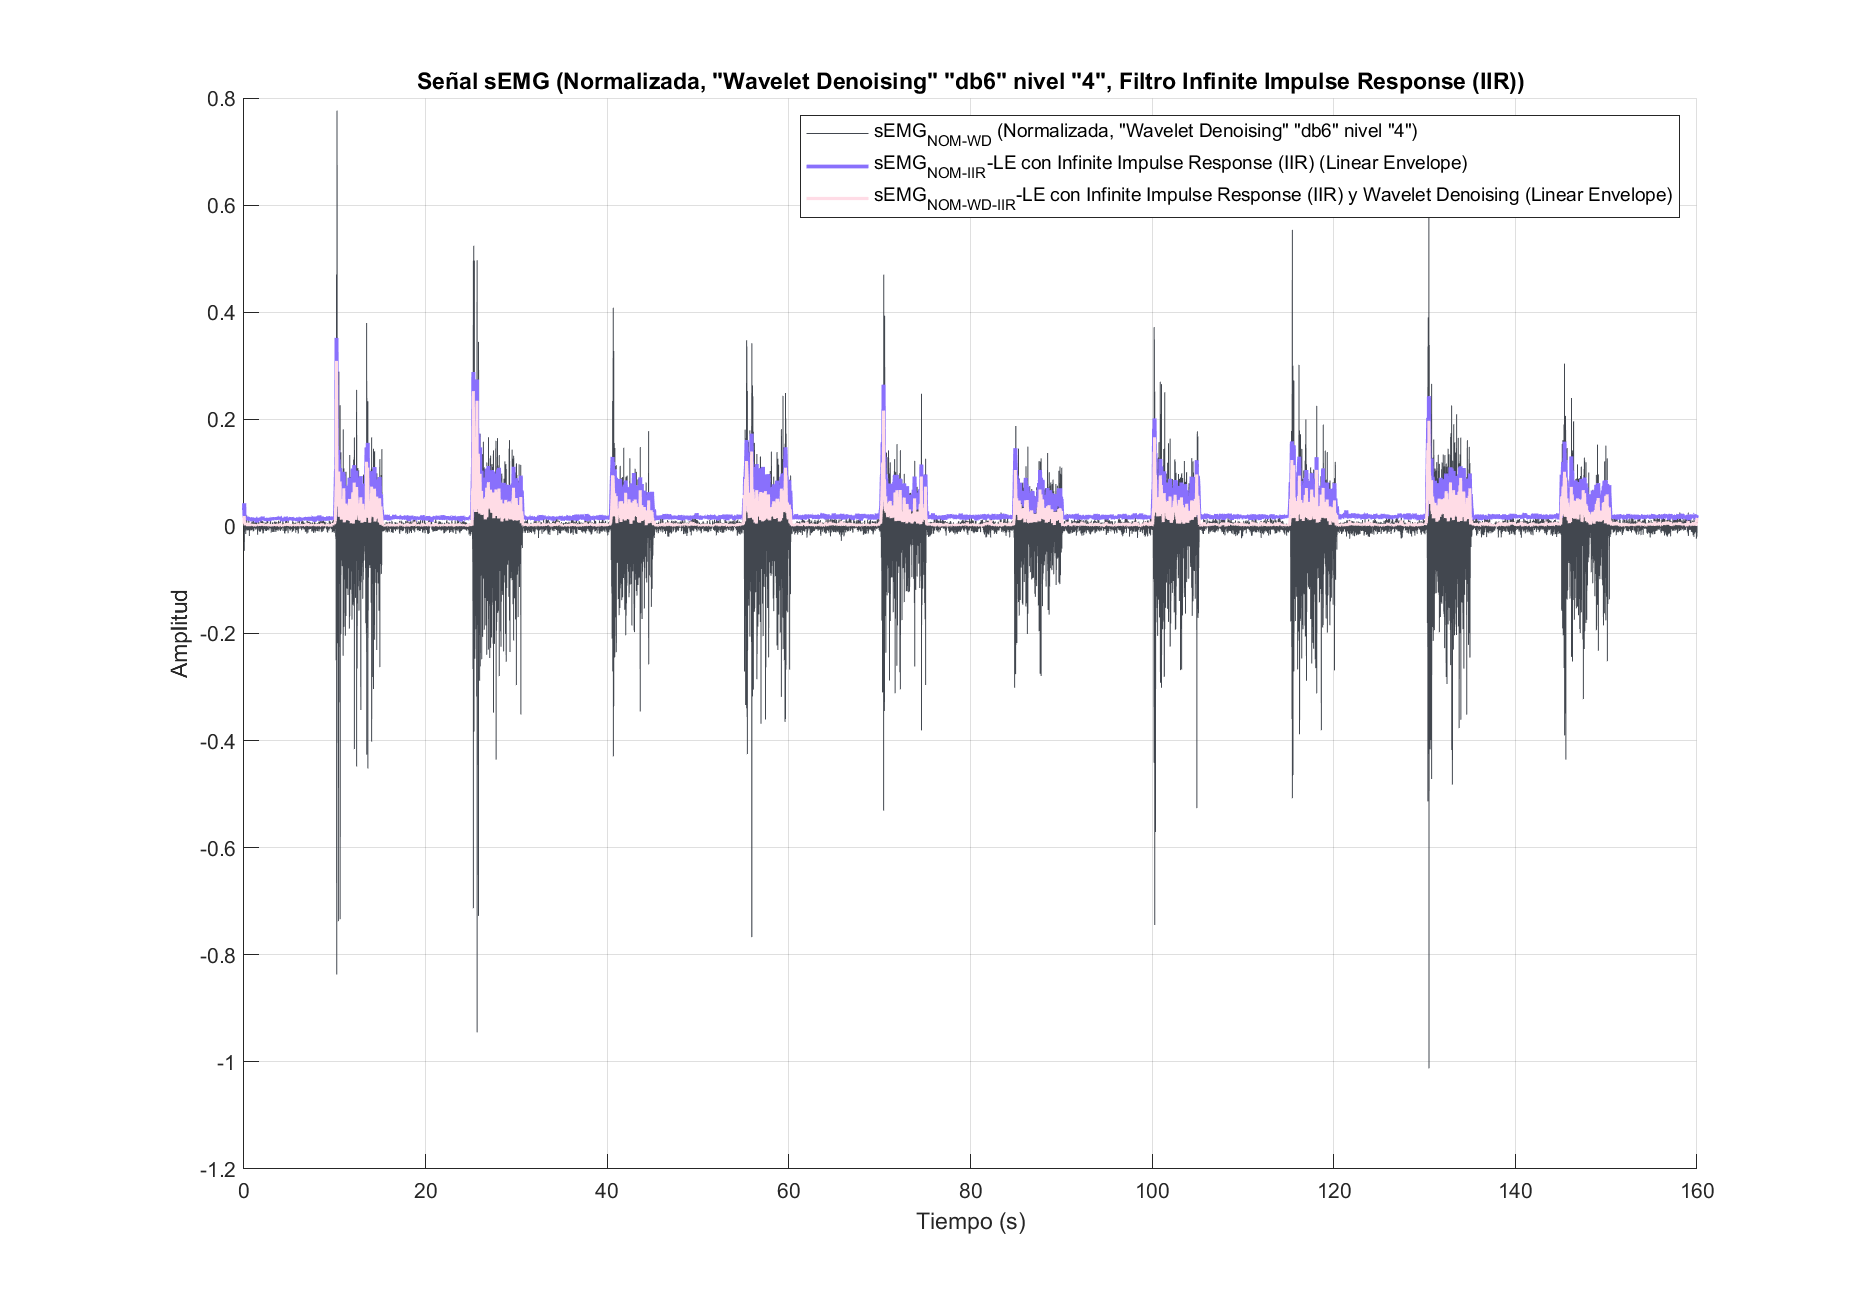 Señal sEMG (Normalizada, "Wavelet Denoising" "db6" nivel "4", Filtro Infinite Impulse Response (IIR))
sEMG_NOM-WD (Normalizada, "Wavelet Denoising" "db6" nivel "4")
sEMG_NOM-IIR-LE con Infinite Impulse Response (IIR) (Linear Envelope)
sEMG_NOM-WD-IIR-LE con Infinite Impulse Response (IIR) y Wavelet Denoising (Linear Envelope)
Amplitud
0.8
0.6
0.4
0.2
0
-0.2
-0.4
-0.6
-0.8
-1
-1.2
0 20 40 60 80 100 120 140 160
Tiempo (s)